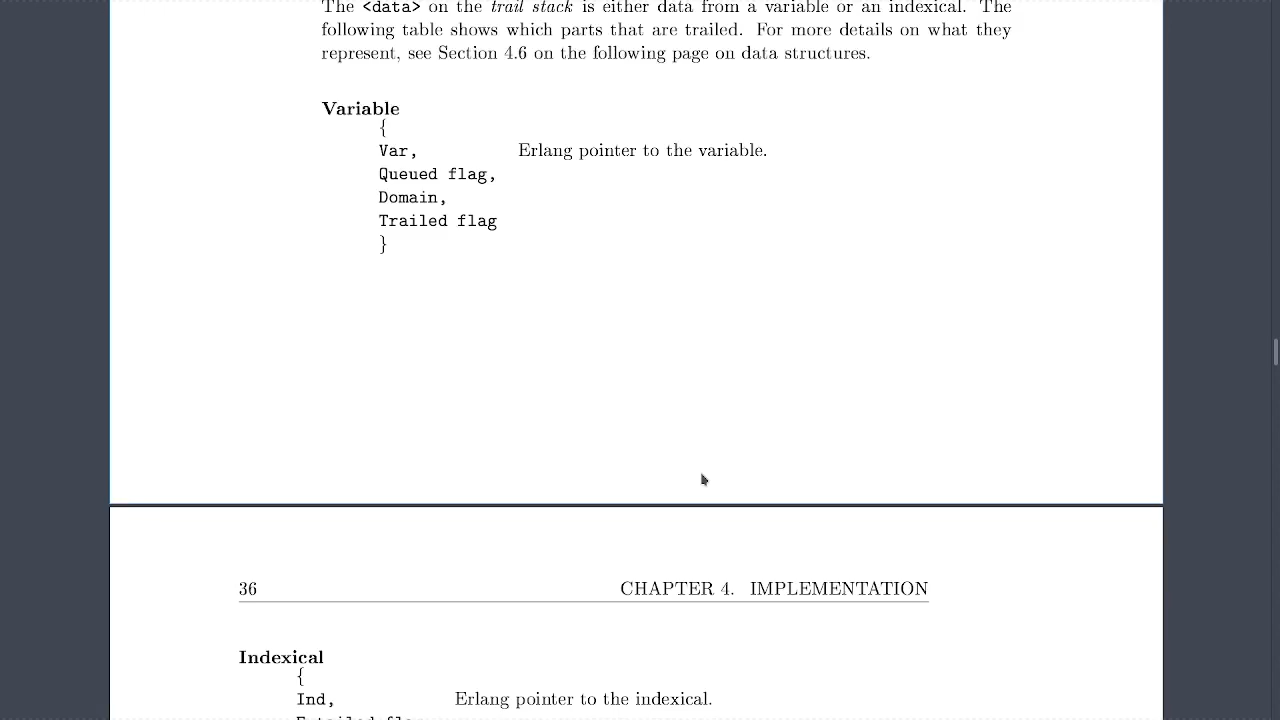 The <data> on the trail stack is either data from a variable or an indexical. The
following table shows which parts that are trailed. For more details on what they
represent, see Section 4.6 on the following page on data structures.
Variable
{
Var, Erlang pointer to the variable.
Queued flag,
Domain,
Trailed flag
}
36 CHAPTER 4. IMPLEMENTATION
Indexical
{
Ind, Erlang pointer to the indexical.
Entailed flag